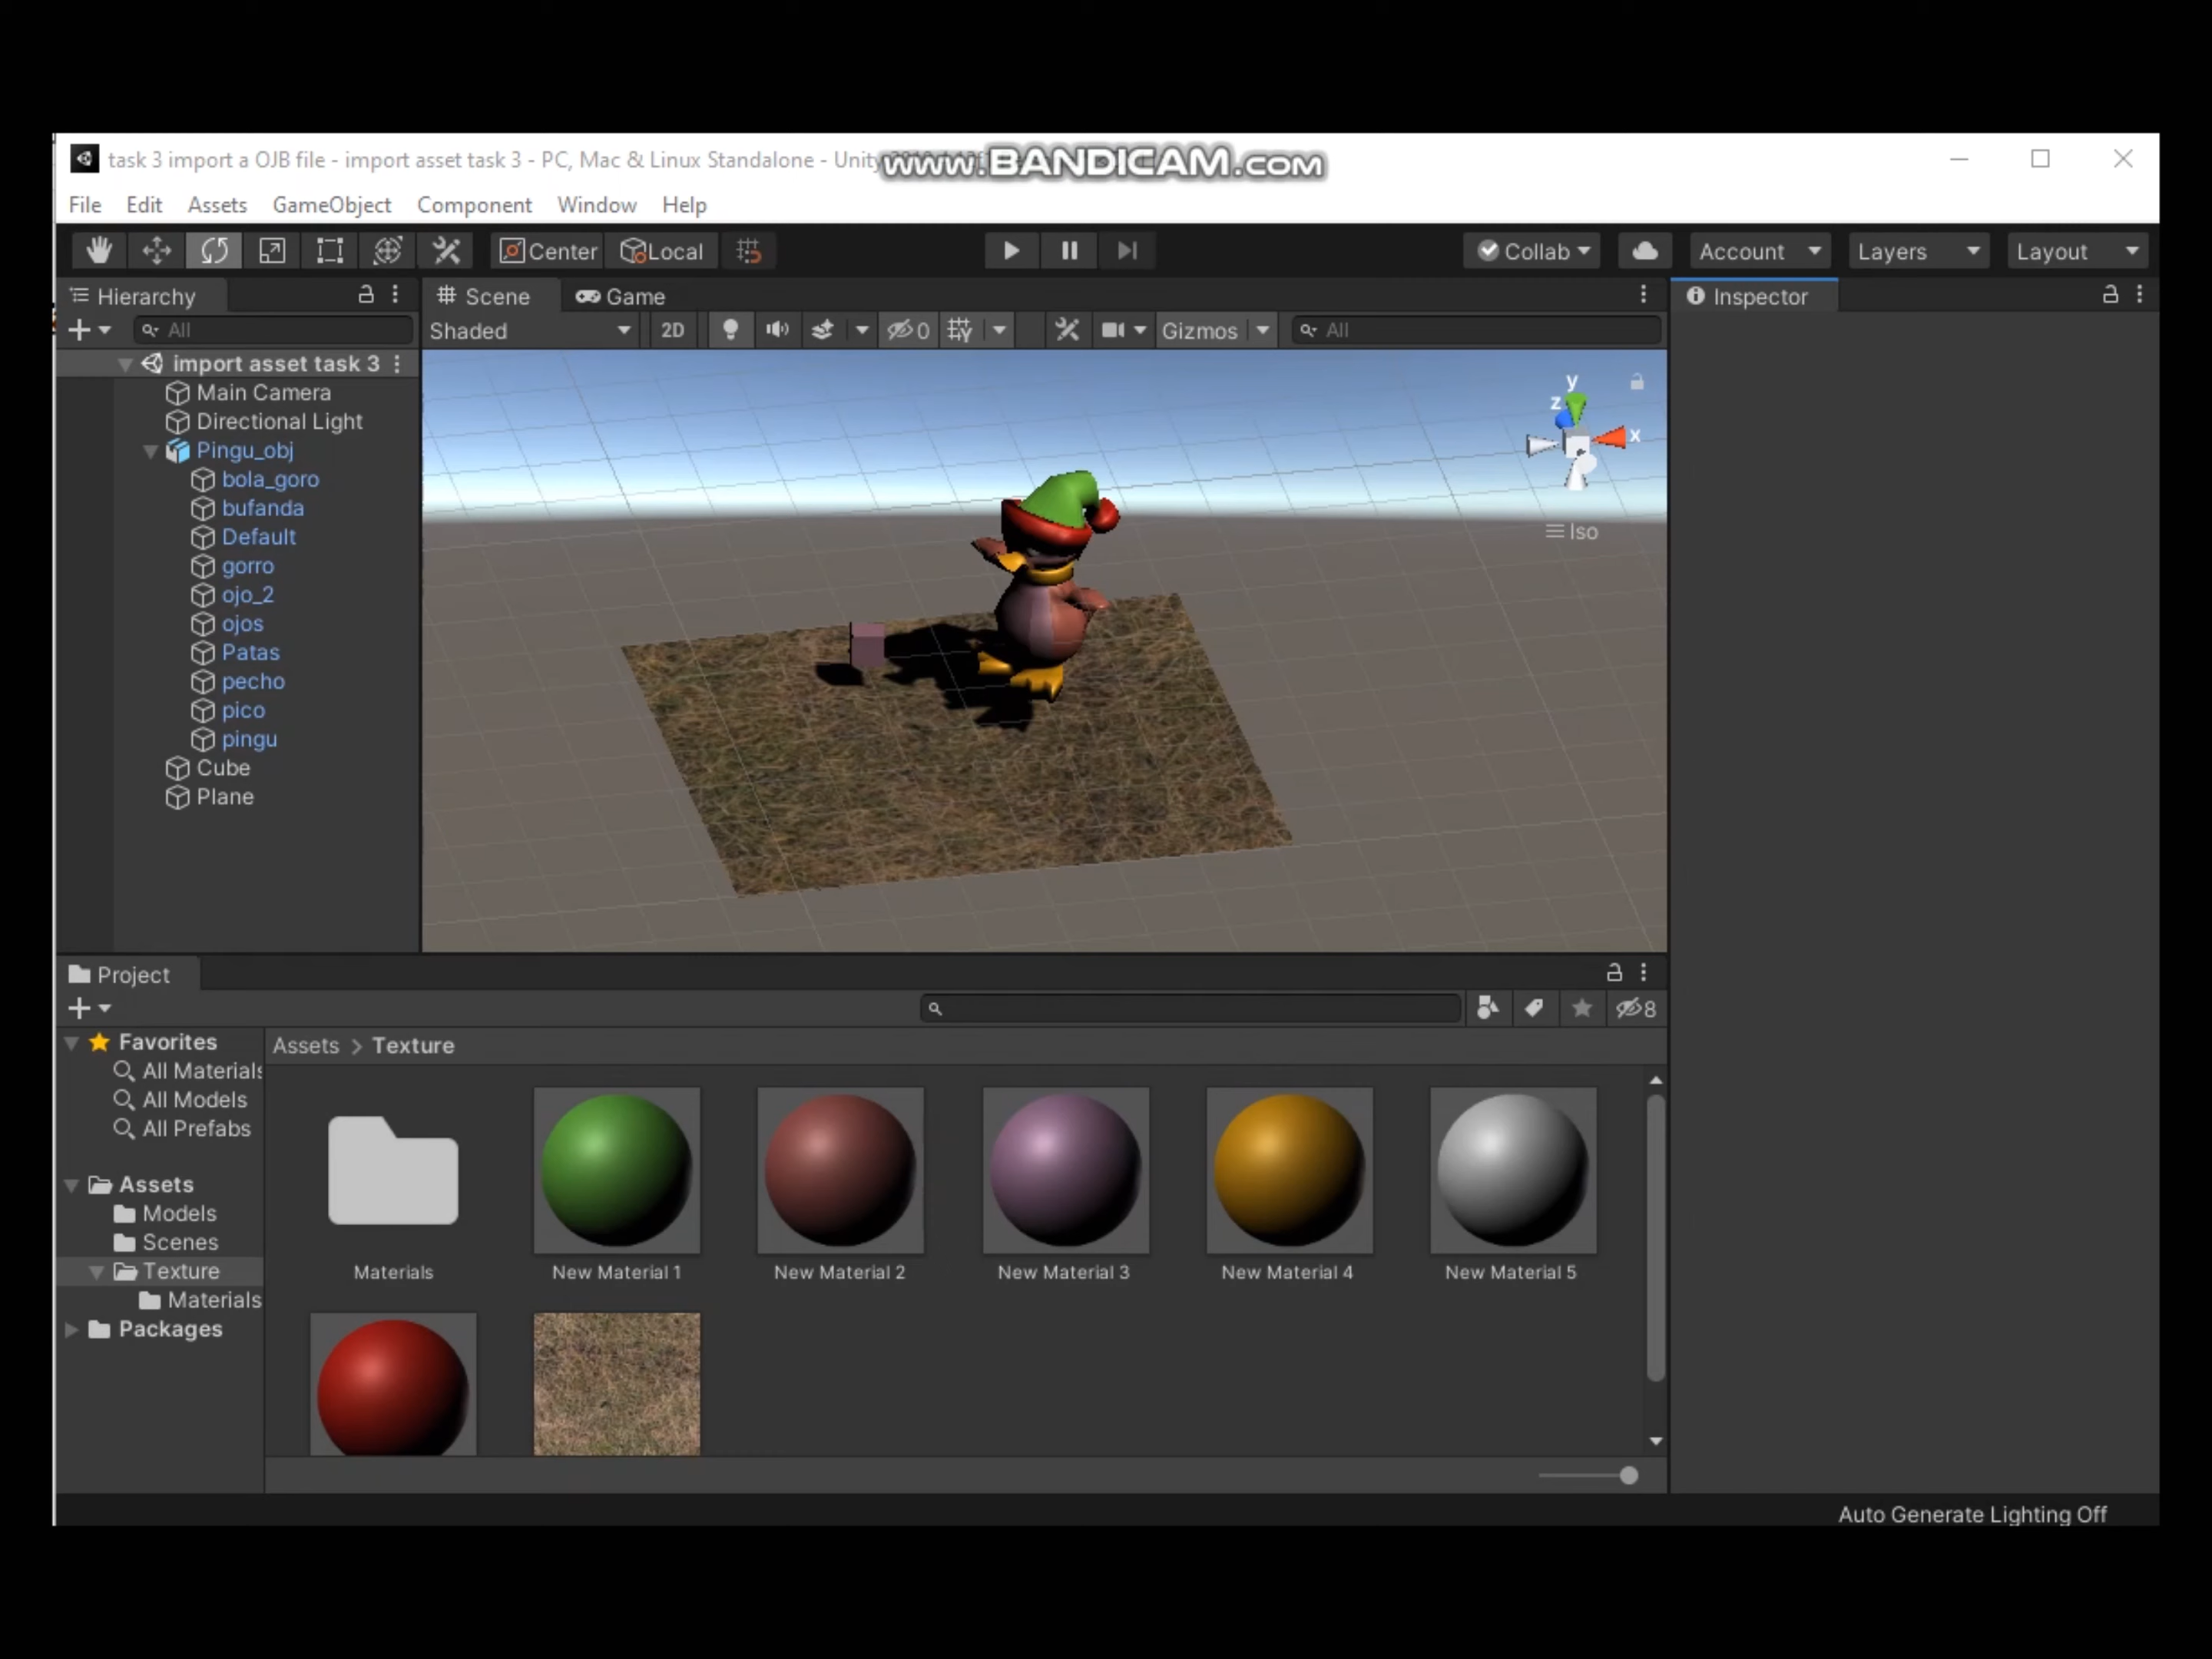 task 3 import a OJB file - import asset task 3 - PC, Mac & Linux Standalone - Unity
www.BANDICAM.com
File Edit Assets GameObject Component Window Help
Center Local Collab Account Layers Layout
Hierarchy Scene Game Inspector
All Shaded 2D 0 Gizmos All
import asset task 3
Main Camera
Directional Light
Pingu_obj
bola_goro
bufanda
Default
gorro
ojo_2
ojos
Patas
pecho
pico
pingu
Cube
Plane
y
z
x
Iso
Project
8
Favorites
All Materials
All Models
All Prefabs
Assets
Models
Scenes
Texture
Materials
Packages
Assets > Texture
Materials New Material 1 New Material 2 New Material 3 New Material 4 New Material 5
Auto Generate Lighting Off